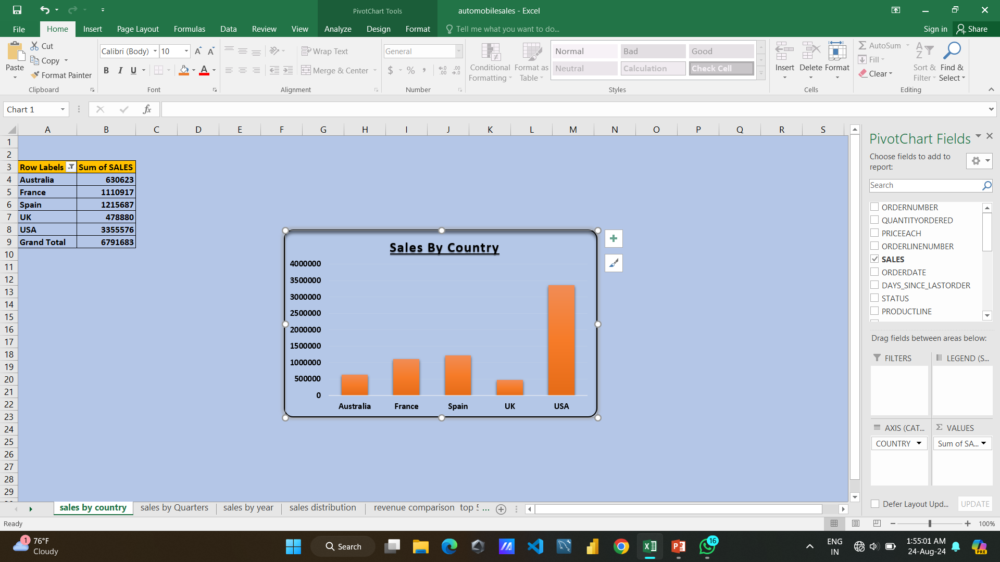 PivotChart Tools
automobilesales - Excel
File
Home
Insert
Page Layout
Formulas
Data
Review
View
Analyze
Design
Format
Tell me what you want to do...
Sign in
Share
Paste
Cut
Copy
Format Painter
Clipboard
Calibri (Body)
10
B I U
Font
Wrap Text
Merge & Center
Alignment
General
$ % ,
Number
Conditional Formatting
Format as Table
Normal
Bad
Good
Neutral
Calculation
Check Cell
Styles
Insert
Delete
Format
Cells
AutoSum
Fill
Clear
Sort & Filter
Find & Select
Editing
Chart 1
fx
A B C D E F G H I J K L M N O P Q R S
1
2
3 Row Labels Sum of SALES
4 Australia 630623
5 France 1110917
6 Spain 1215687
7 UK 478880
8 USA 3355576
9 Grand Total 6791683
10
11
12
13
14
15
16
17
18
19
20
21
22
23
24
25
26
27
28
29
Sales By Country
4000000
3500000
3000000
2500000
2000000
1500000
1000000
500000
0
Australia France Spain UK USA
PivotChart Fields
Choose fields to add to
report:
Search
ORDERNUMBER
QUANTITYORDERED
PRICEEACH
ORDERLINENUMBER
SALES
ORDERDATE
DAYS_SINCE_LASTORDER
STATUS
PRODUCTLINE
Drag fields between areas below:
FILTERS
LEGEND (S...
AXIS (CAT...
VALUES
COUNTRY
Sum of SA...
Defer Layout Upd...
UPDATE
sales by country
sales by Quarters
sales by year
sales distribution
revenue comparison
top 5 ...
Ready
100%
1
76°F
Cloudy
Search
16
PRE
ENG
IN
1:55:01 AM
24-Aug-24